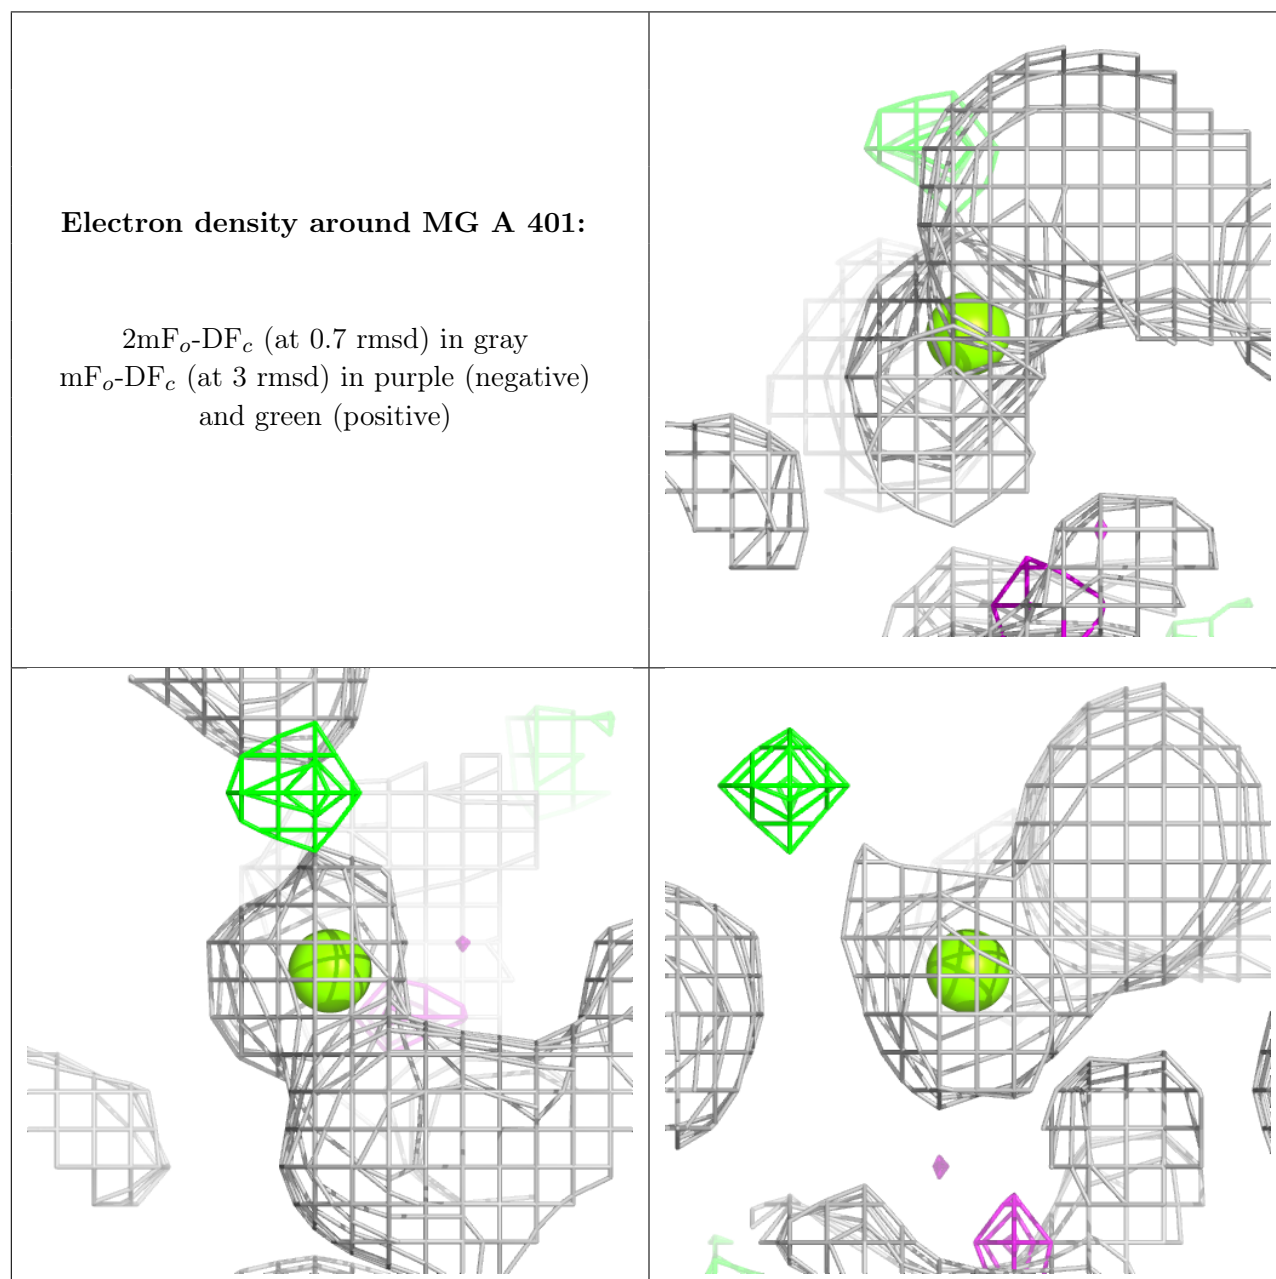 Electron density around MG A 401:
2mFo-DFc (at 0.7 rmsd) in gray
mFo-DFc (at 3 rmsd) in purple (negative)
and green (positive)